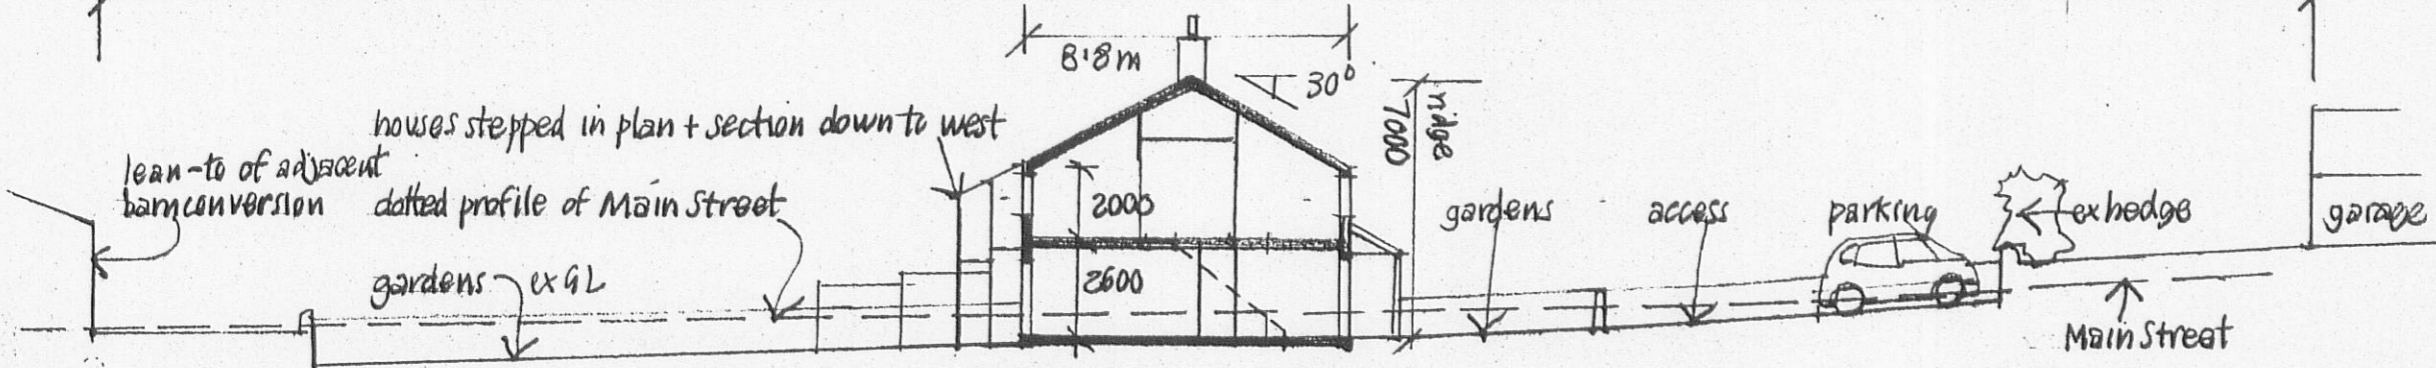 8.8m
30°
ridge
7000
houses stepped in plan + section down to west
lean-to of adjacent
barn conversion
dotted profile of Main Street
2000
gardens
access
parking
ex hedge
garage
gardens
ex GL
2600
Main Street